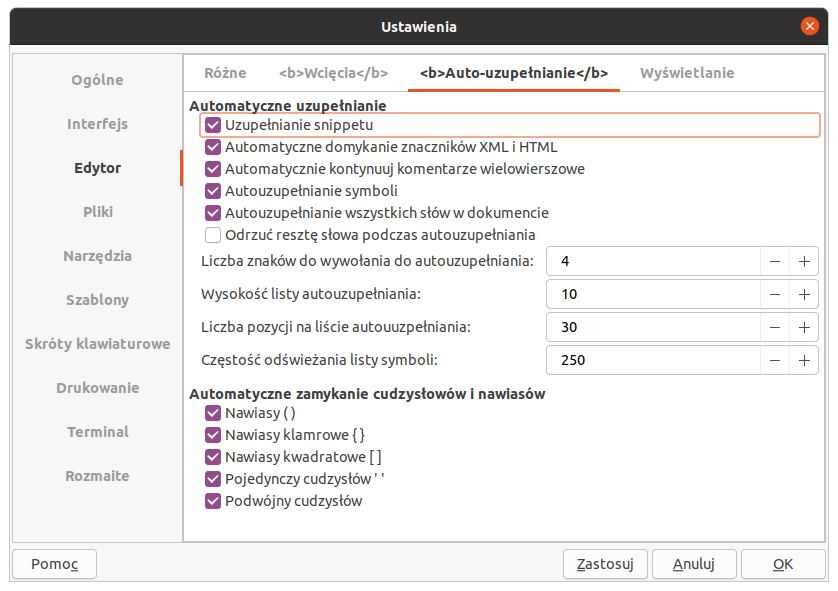 Ustawienia
Ogólne
Interfejs
Edytor
Pliki
Narzędzia
Szablony
Skróty klawiaturowe
Drukowanie
Terminal
Rozmaite
Różne <b>Wcięcia</b> <b>Auto-uzupełnianie</b> Wyświetlanie
Automatyczne uzupełnianie
Uzupełnianie snippetu
Automatyczne domykanie znaczników XML i HTML
Automatycznie kontynuuj komentarze wielowierszowe
Autouzupełnianie symboli
Autouzupełnianie wszystkich słów w dokumencie
Odrzuć resztę słowa podczas autouzupełniania
Liczba znaków do wywołania do autouzupełniania: 4
Wysokość listy autouzupełniania: 10
Liczba pozycji na liście autouuzpełniania: 30
Częstość odświeżania listy symboli: 250
Automatyczne zamykanie cudzysłowów i nawiasów
Nawiasy ( )
Nawiasy klamrowe { }
Nawiasy kwadratowe [ ]
Pojedynczy cudzysłów ' '
Podwójny cudzysłów
Pomoc Zastosuj Anuluj OK